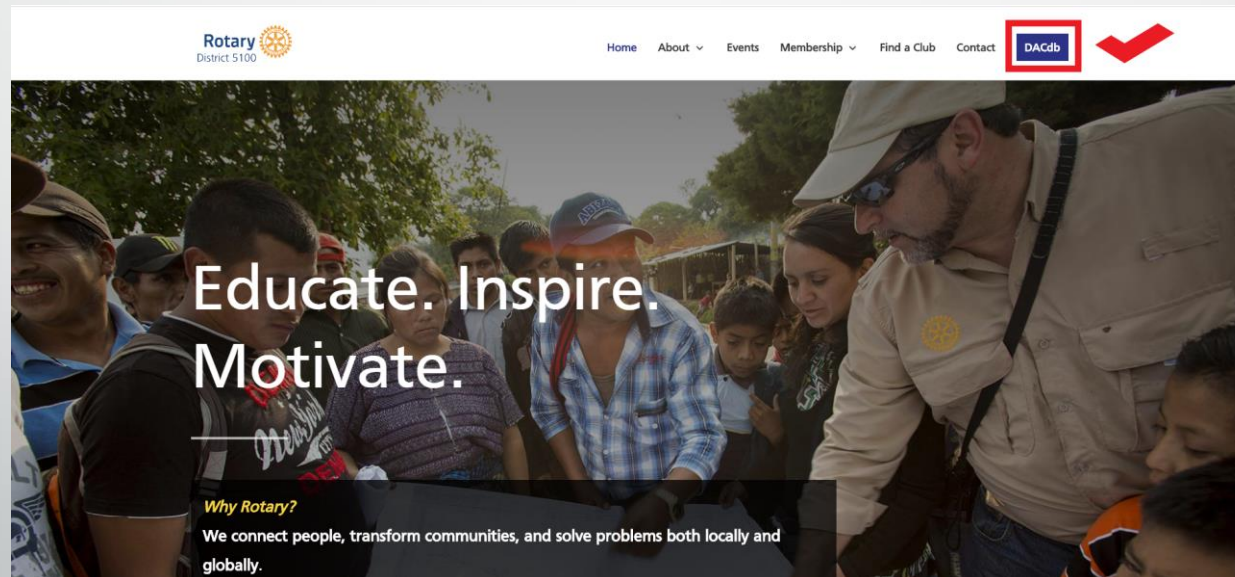 Rotary
District 5100
Home About Events Membership Find a Club Contact DACdb
Educate. Inspire.
Motivate.
Why Rotary?
We connect people, transform communities, and solve problems both locally and
globally.